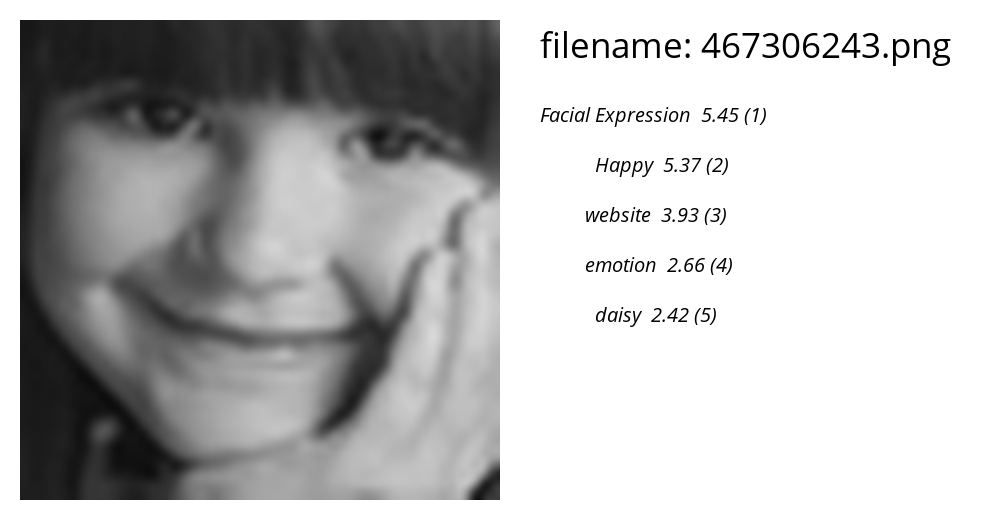 filename: 467306243.png
Facial Expression 5.45 (1)
Happy 5.37 (2)
website 3.93 (3)
emotion 2.66 (4)
daisy 2.42 (5)